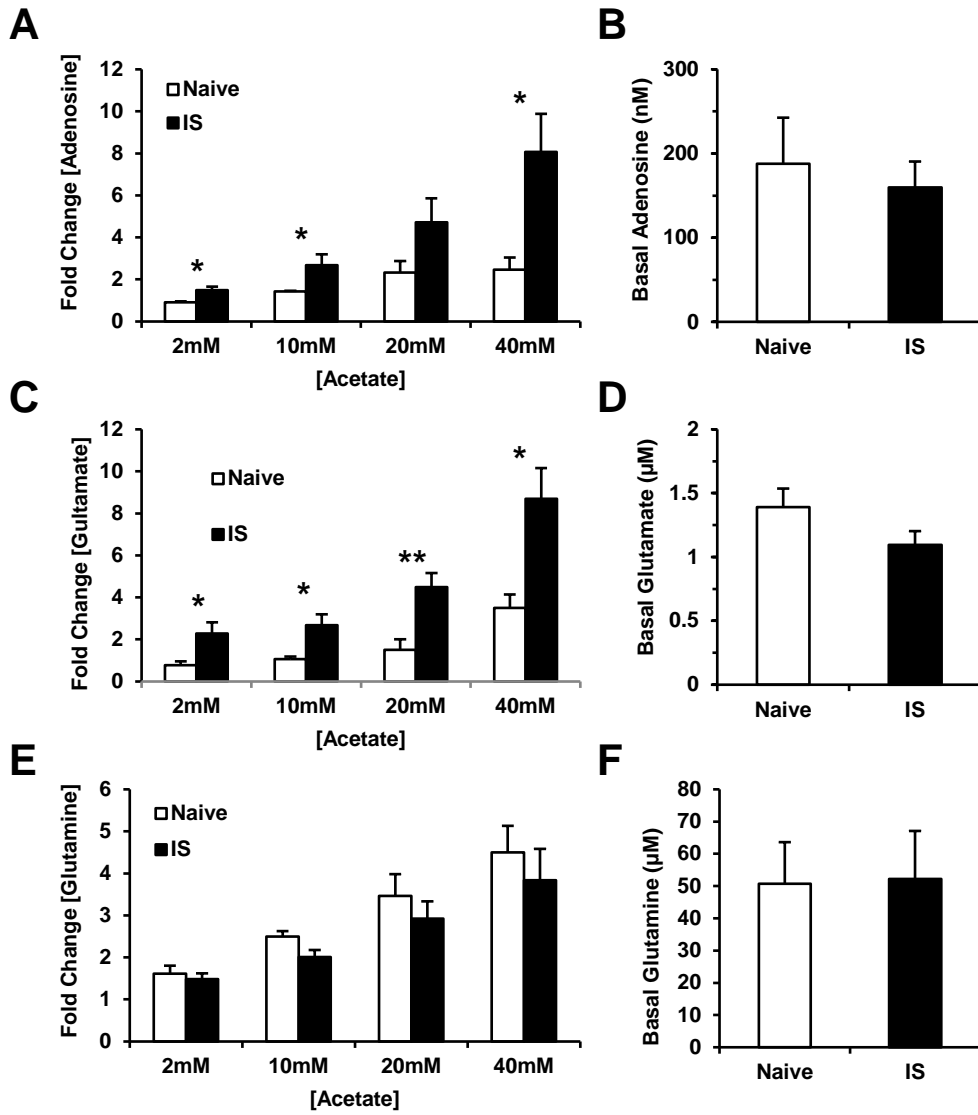 A
Fold Change [Adenosine]
12
10
8
6
4
2
0
Naive
IS
*
*
*
2mM 10mM 20mM 40mM
[Acetate]
B
Basal Adenosine (nM)
300
200
100
0
Naive IS
C
Fold Change [Gultamate]
12
10
8
6
4
2
0
Naive
IS
*
*
**
*
2mM 10mM 20mM 40mM
[Acetate]
D
Basal Glutamate (µM)
2
1.5
1
0.5
0
Naive IS
E
Fold Change [Glutamine]
6
5
4
3
2
1
0
Naive
IS
2mM 10mM 20mM 40mM
[Acetate]
F
Basal Glutamine (µM)
80
70
60
50
40
30
20
10
0
Naive IS